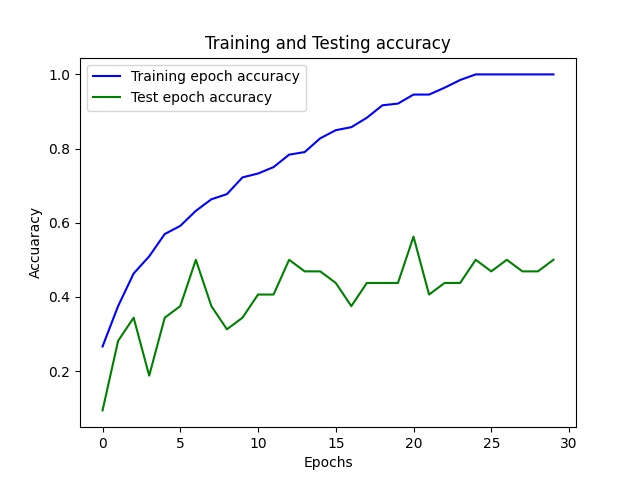 Training and Testing accuracy
Training epoch accuracy
Test epoch accuracy
1.0
0.8
0.6
0.4
0.2
Accuaracy
0 5 10 15 20 25 30
Epochs